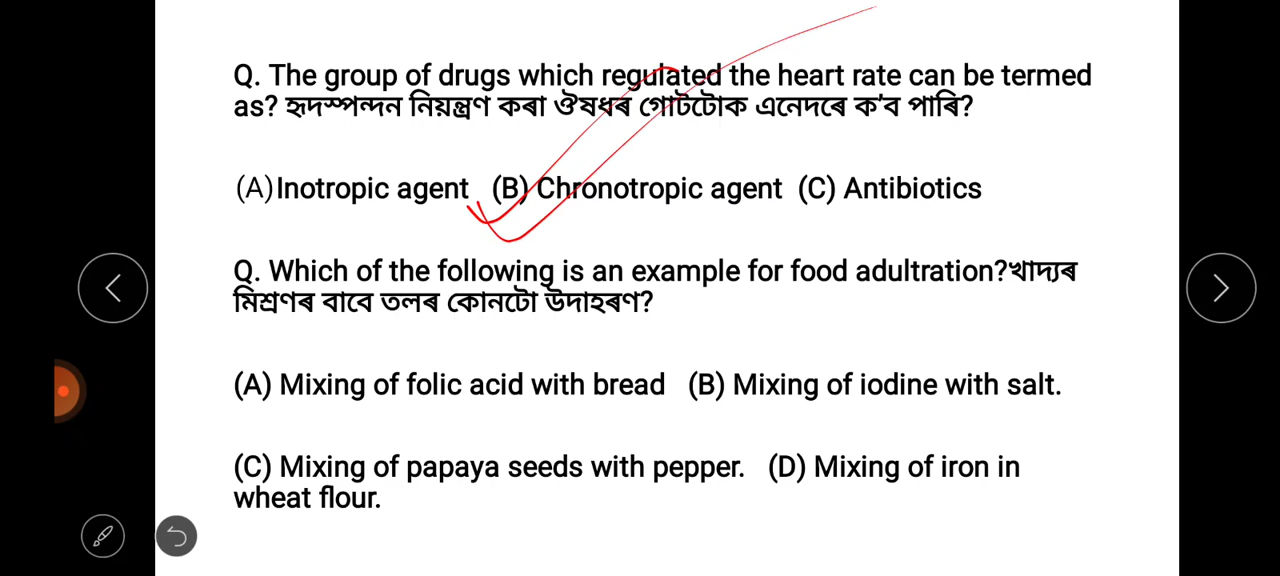 Q. The group of drugs which regulated the heart rate can be termed
as? হৃদস্পন্দন নিয়ন্ত্ৰণ কৰা ঔষধৰ গোটটোক এনেদৰে ক'ব পাৰি?
(A) Inotropic agent (B) Chronotropic agent (C) Antibiotics
Q. Which of the following is an example for food adultration?খাদ্যৰ
মিশ্ৰণৰ বাবে তলৰ কোনটো উদাহৰণ?
(A) Mixing of folic acid with bread (B) Mixing of iodine with salt.
(C) Mixing of papaya seeds with pepper. (D) Mixing of iron in
wheat flour.